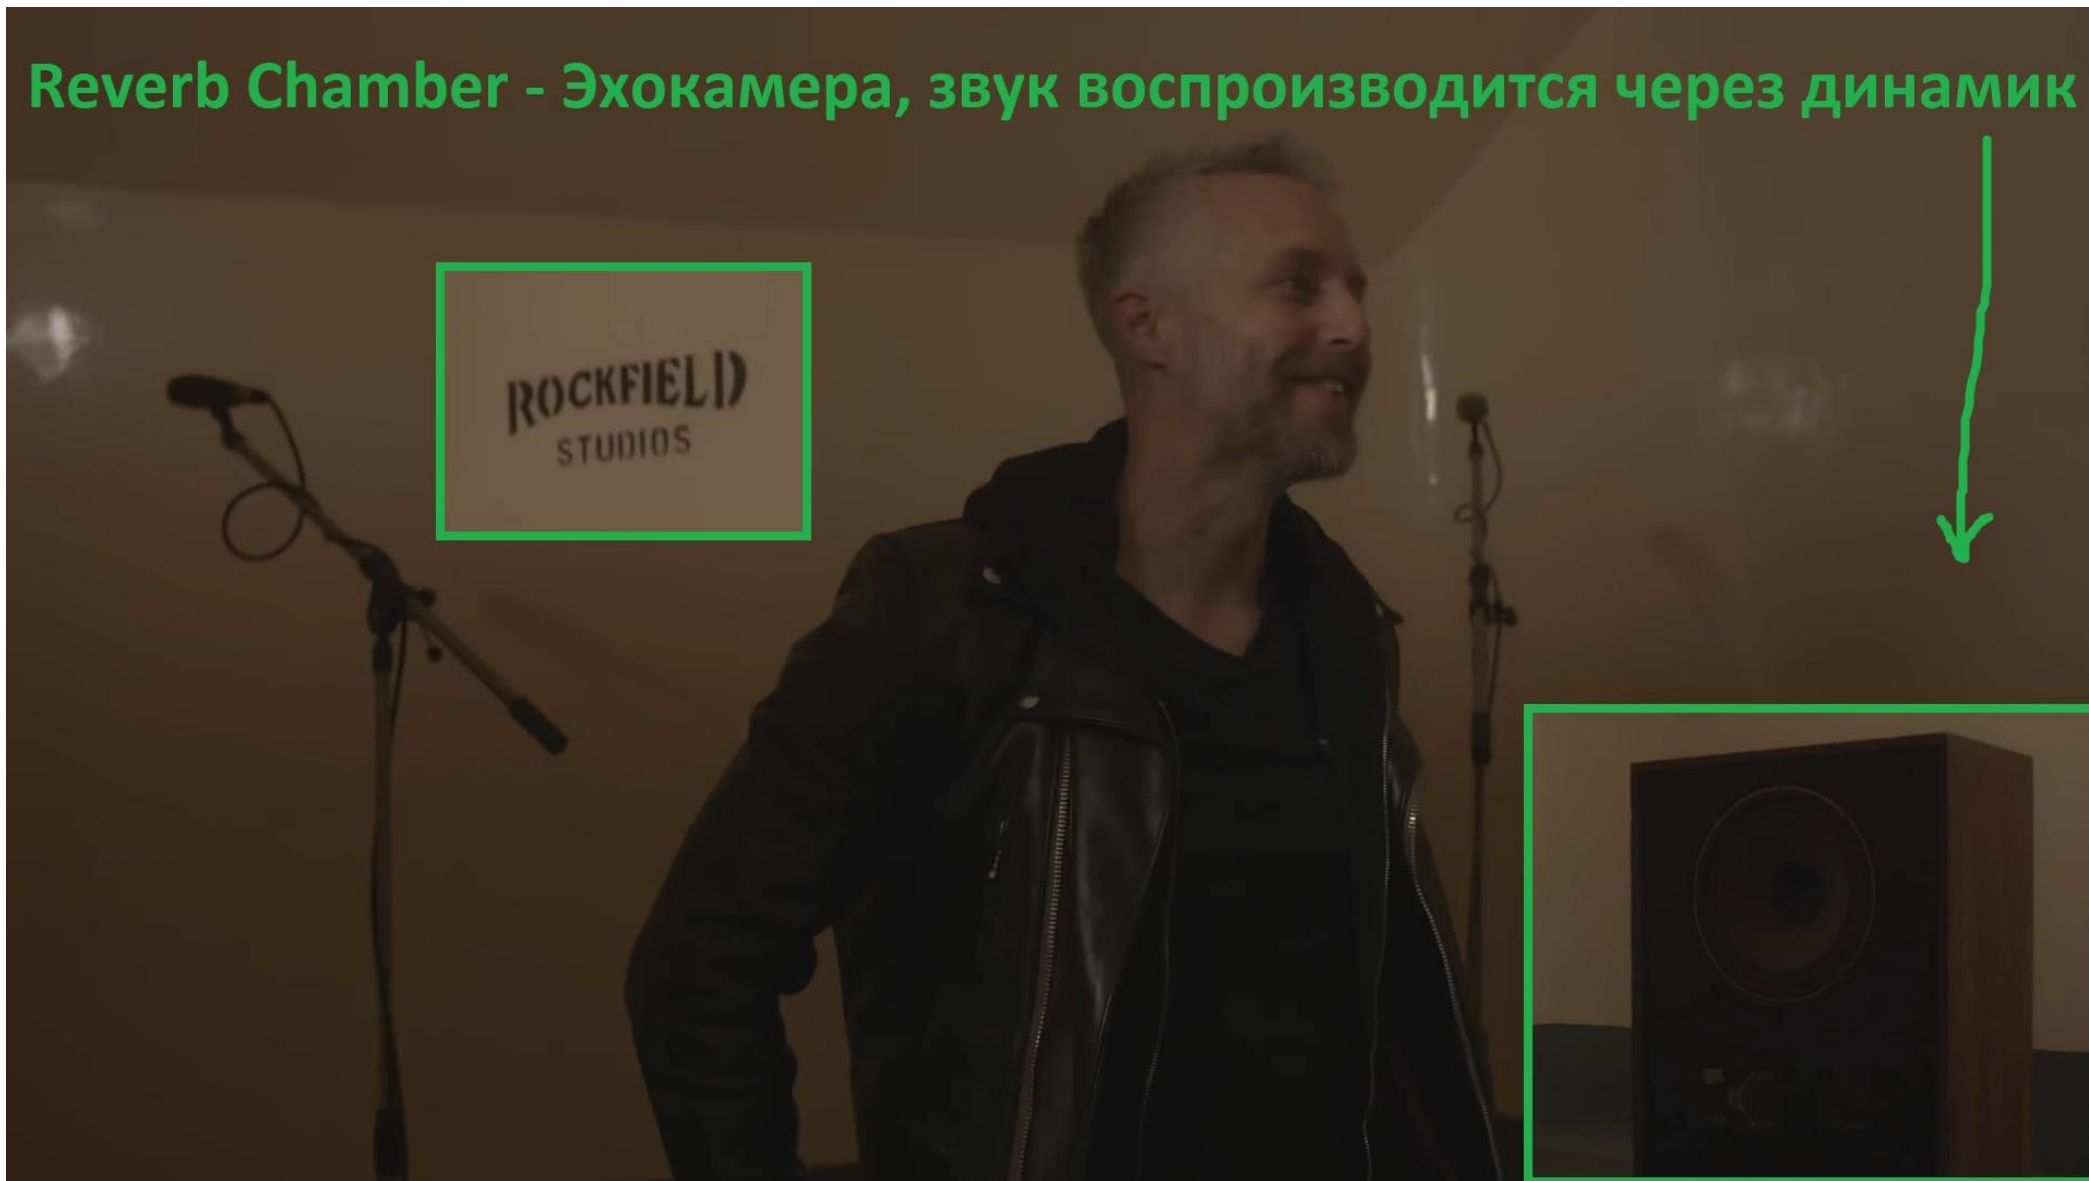 Reverb Chamber - Эхокамера, звук воспроизводится через динамик
ROCKFIELD
STUDIOS